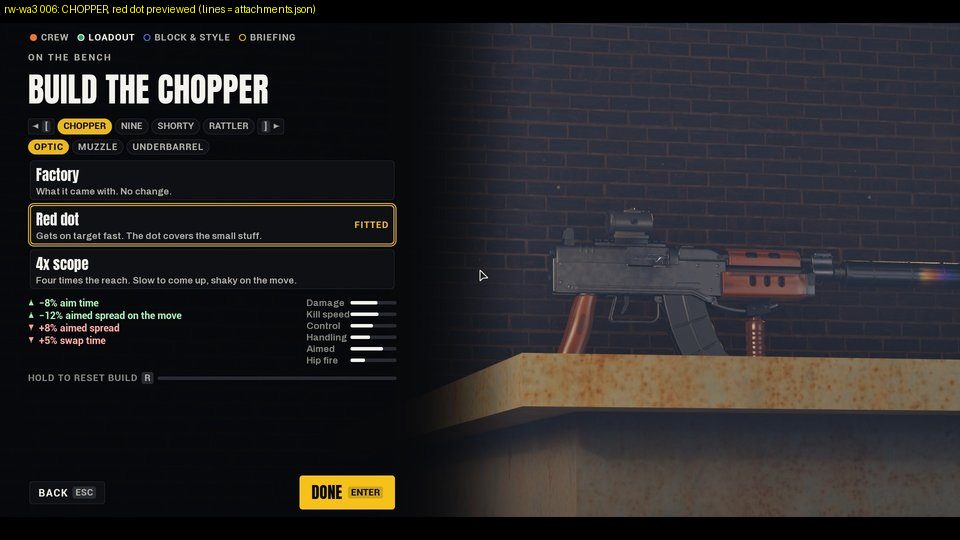 rw-wa3 006: CHOPPER, red dot previewed (lines = attachments.json)
CREW LOADOUT BLOCK & STYLE BRIEFING
ON THE BENCH
BUILD THE CHOPPER
◄ [ CHOPPER NINE SHORTY RATTLER ] ►
OPTIC MUZZLE UNDERBARREL
Factory
What it came with. No change.
Red dot
Gets on target fast. The dot covers the small stuff.
FITTED
4x scope
Four times the reach. Slow to come up, shaky on the move.
▲ −8% aim time
▲ −12% aimed spread on the move
▼ +8% aimed spread
▼ +5% swap time
Damage
Kill speed
Control
Handling
Aimed
Hip fire
HOLD TO RESET BUILD R
BACK ESC
DONE ENTER